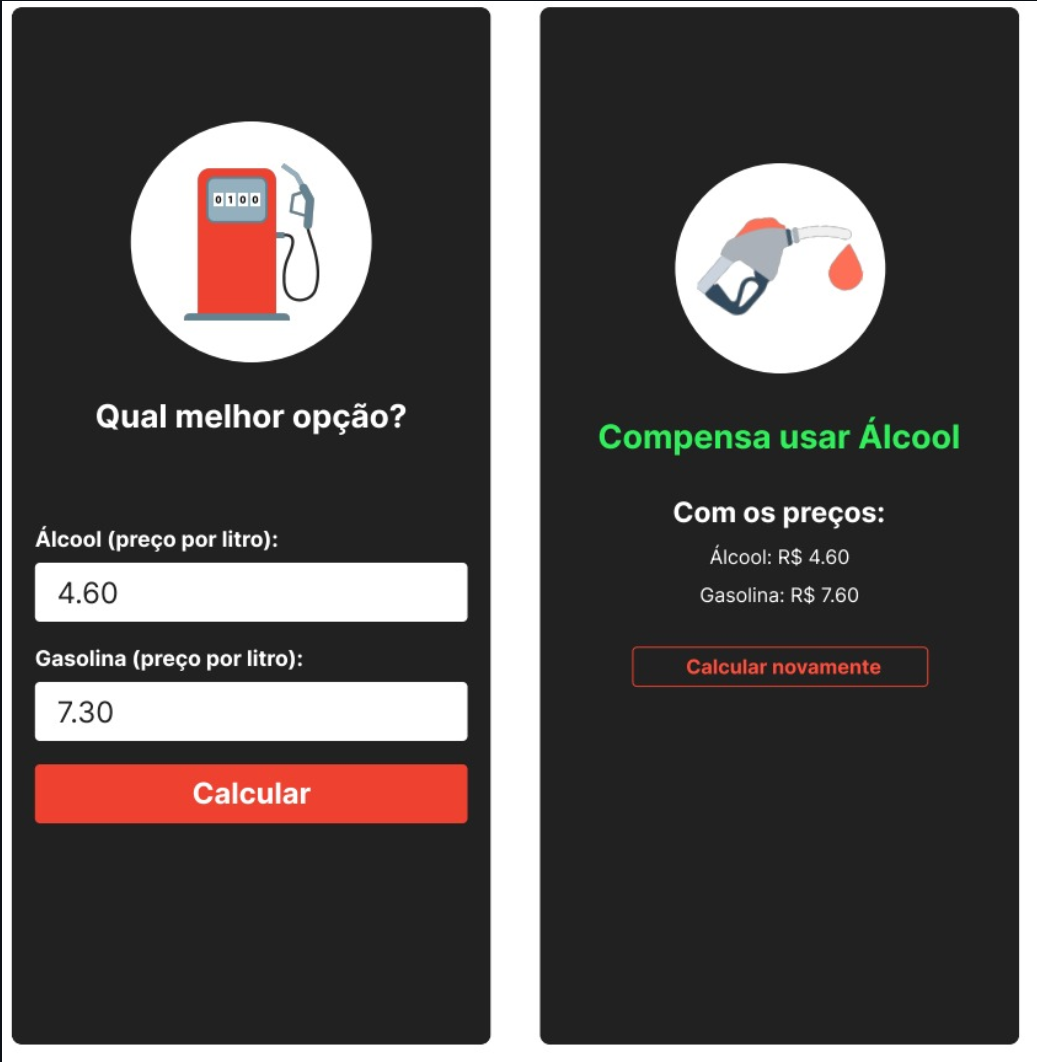 0100
Qual melhor opção?
Álcool (preço por litro):
4.60
Gasolina (preço por litro):
7.30
Calcular
Compensa usar Álcool
Com os preços:
Álcool: R$ 4.60
Gasolina: R$ 7.60
Calcular novamente